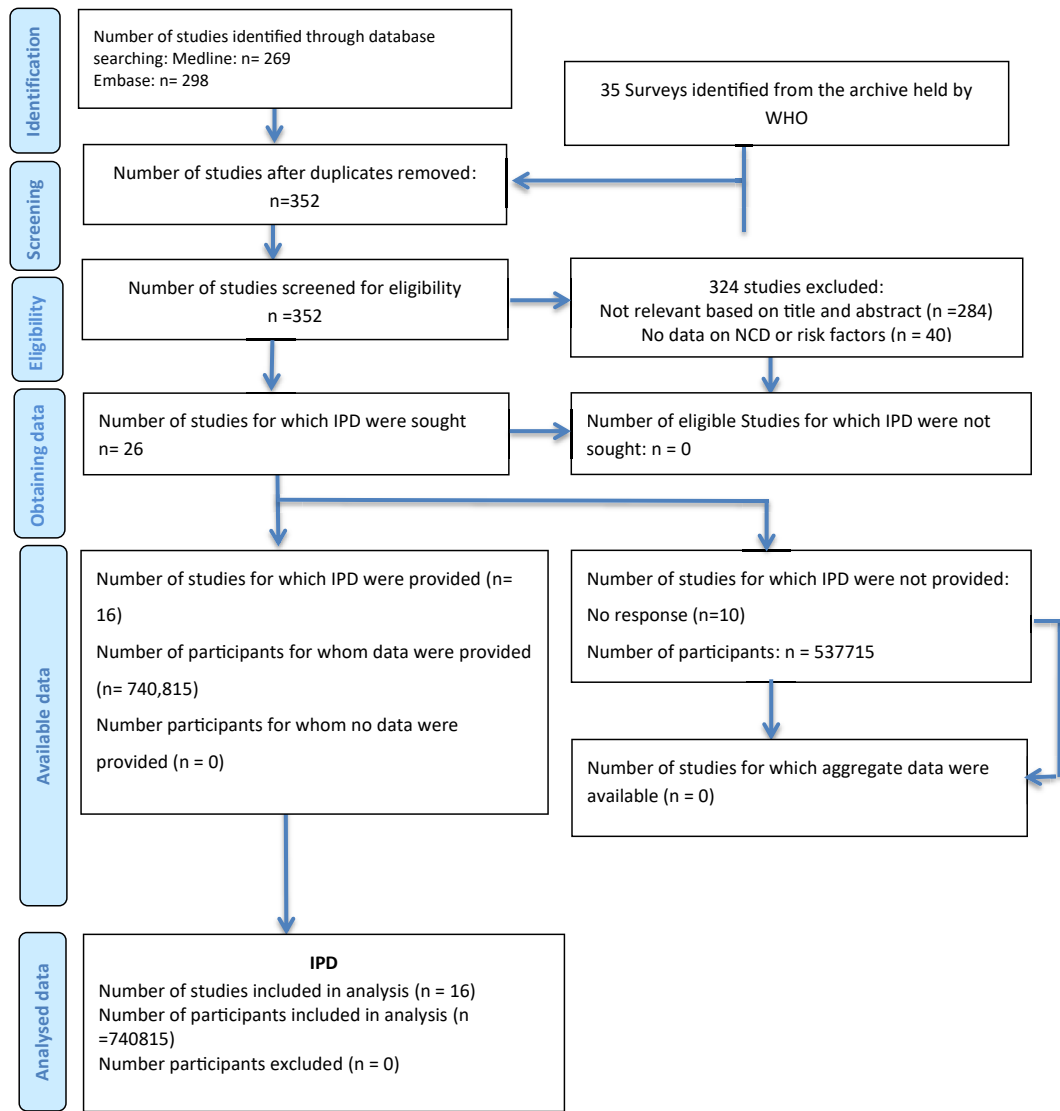 Identification
Number of studies identified through database
searching: Medline: n= 269
Embase: n= 298
35 Surveys identified from the archive held by
WHO
Screening
Number of studies after duplicates removed:
n=352
Eligibility
Number of studies screened for eligibility
n =352
324 studies excluded:
Not relevant based on title and abstract (n =284)
No data on NCD or risk factors (n = 40)
Obtaining data
Number of studies for which IPD were sought
n= 26
Number of eligible Studies for which IPD were not
sought: n = 0
Available data
Number of studies for which IPD were provided (n=
16)
Number of participants for whom data were provided
(n= 740,815)
Number participants for whom no data were
provided (n = 0)
Number of studies for which IPD were not provided:
No response (n=10)
Number of participants: n = 537715
Number of studies for which aggregate data were
available (n = 0)
Analysed data
IPD
Number of studies included in analysis (n = 16)
Number of participants included in analysis (n
=740815)
Number participants excluded (n = 0)